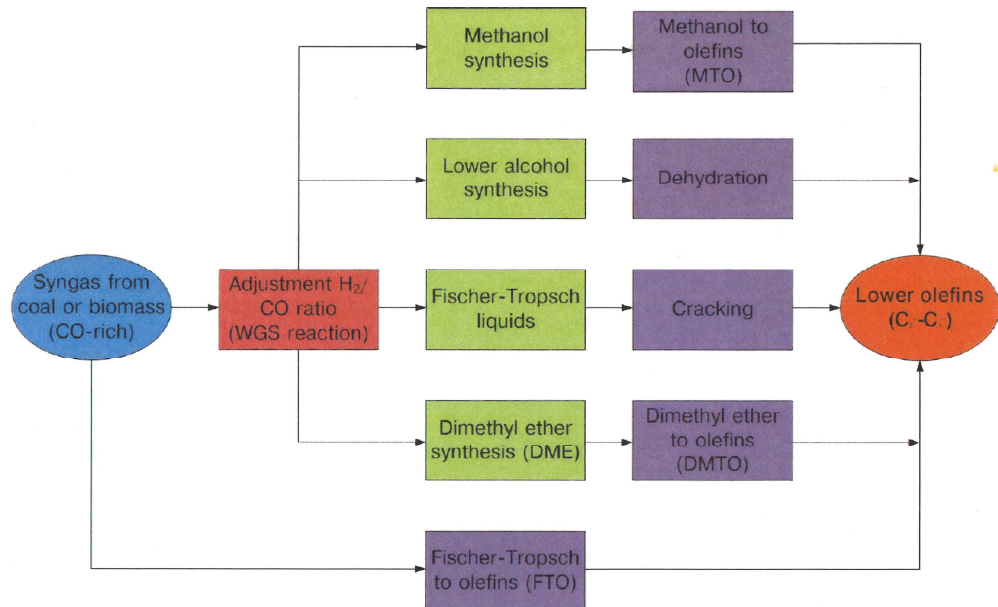 Methanol
synthesis
Methanol to
olefins
(MTO)
Lower alcohol
synthesis
Dehydration
Syngas from
coal or biomass
(CO-rich)
Adjustment H₂/
CO ratio
(WGS reaction)
Fischer-Tropsch
liquids
Cracking
Lower olefins
Dimethyl ether
synthesis (DME)
Dimethyl ether
to olefins
(DMTO)
Fischer-Tropsch
to olefins (FTO)